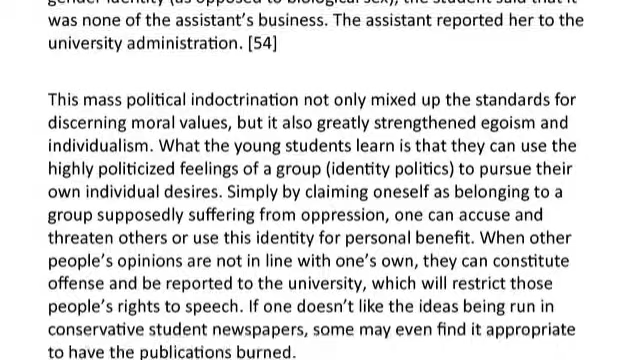 gender identity (as opposed to biological sex), the student said that it
was none of the assistant’s business. The assistant reported her to the
university administration. [54]
This mass political indoctrination not only mixed up the standards for
discerning moral values, but it also greatly strengthened egoism and
individualism. What the young students learn is that they can use the
highly politicized feelings of a group (identity politics) to pursue their
own individual desires. Simply by claiming oneself as belonging to a
group supposedly suffering from oppression, one can accuse and
threaten others or use this identity for personal benefit. When other
people’s opinions are not in line with one’s own, they can constitute
offense and be reported to the university, which will restrict those
people’s rights to speech. If one doesn’t like the ideas being run in
conservative student newspapers, some may even find it appropriate
to have the publications burned.